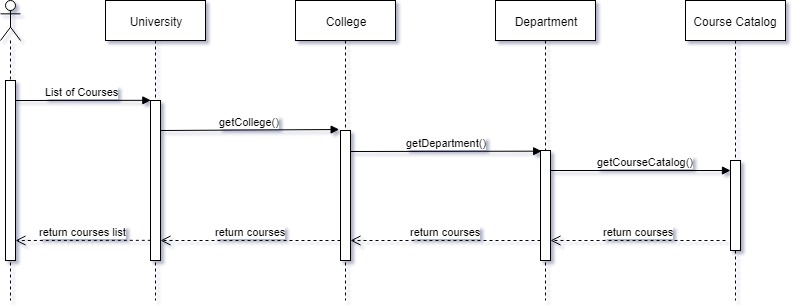 University
College
Department
Course Catalog
List of Courses
getCollege()
getDepartment()
getCourseCatalog()
return courses list
return courses
return courses
return courses